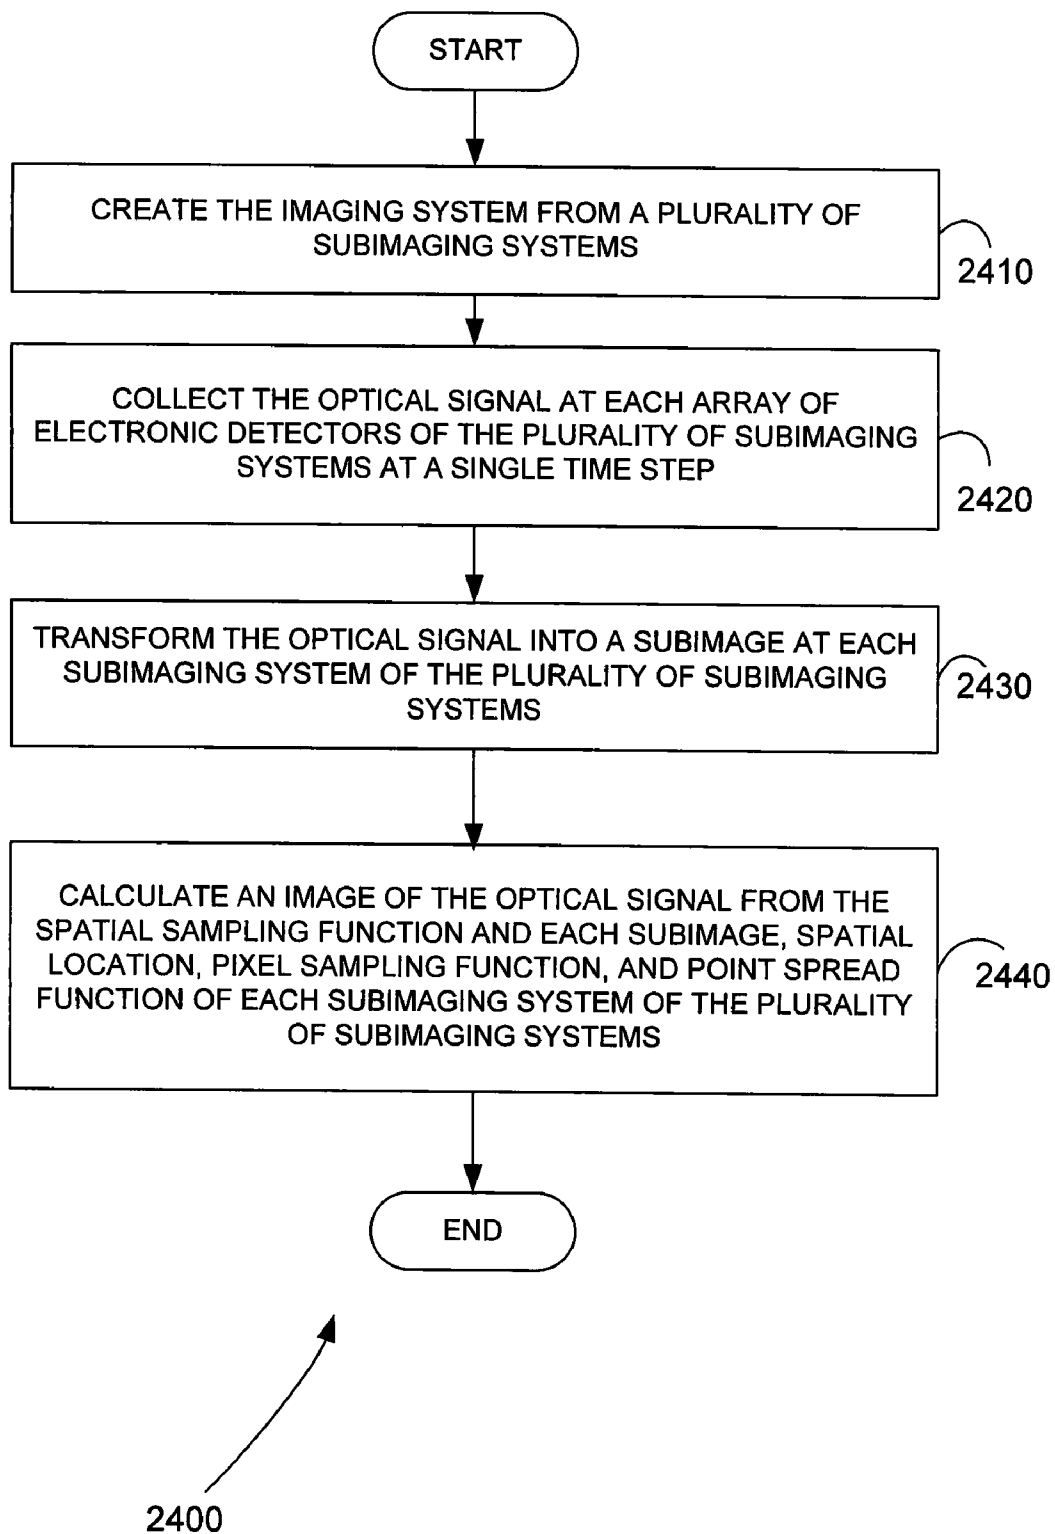 START
CREATE THE IMAGING SYSTEM FROM A PLURALITY OF
SUBIMAGING SYSTEMS
2410
COLLECT THE OPTICAL SIGNAL AT EACH ARRAY OF
ELECTRONIC DETECTORS OF THE PLURALITY OF SUBIMAGING
SYSTEMS AT A SINGLE TIME STEP
2420
TRANSFORM THE OPTICAL SIGNAL INTO A SUBIMAGE AT EACH
SUBIMAGING SYSTEM OF THE PLURALITY OF SUBIMAGING
SYSTEMS
2430
CALCULATE AN IMAGE OF THE OPTICAL SIGNAL FROM THE
SPATIAL SAMPLING FUNCTION AND EACH SUBIMAGE, SPATIAL
LOCATION, PIXEL SAMPLING FUNCTION, AND POINT SPREAD
FUNCTION OF EACH SUBIMAGING SYSTEM OF THE PLURALITY
OF SUBIMAGING SYSTEMS
2440
END
2400